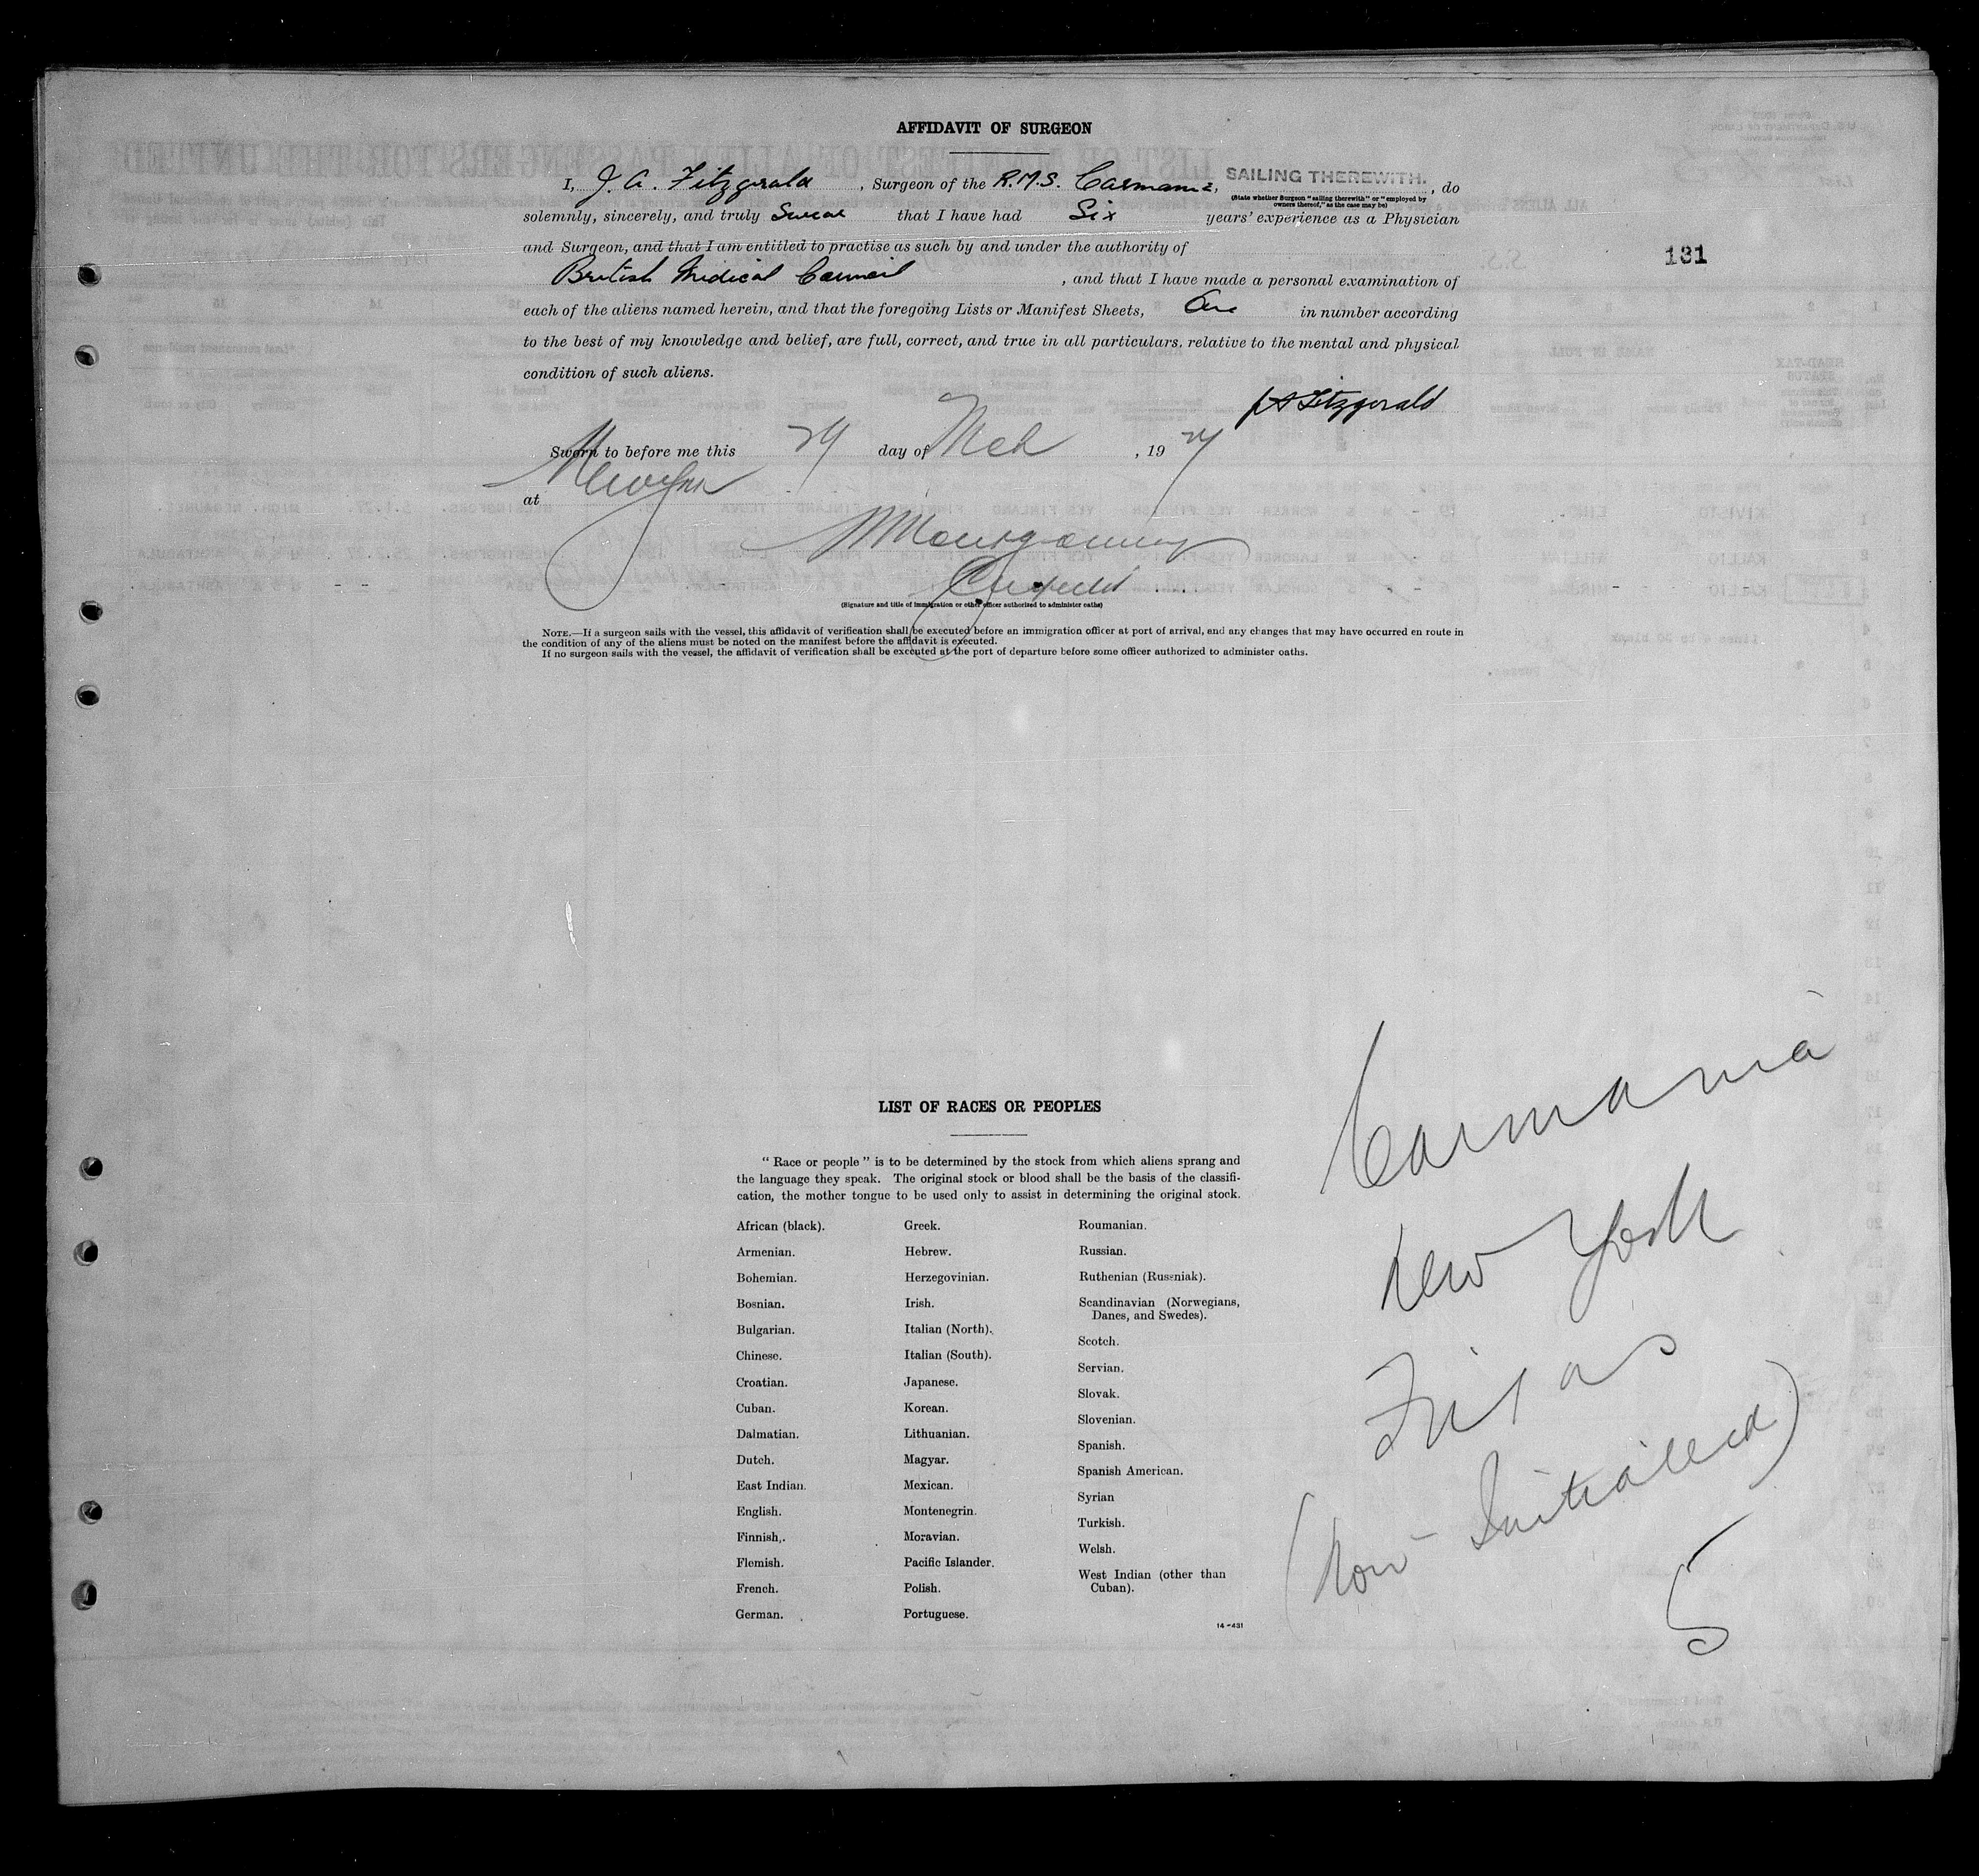 AFFIDAVIT OF SURGEON
I, J. A. Fitzgerald, Surgeon of the R.M.S. Carmania, SAILING THEREWITH., do
(State whether Surgeon "sailing therewith" or "employed by
owners thereof," as the case may be)
solemnly, sincerely, and truly Swear that I have had Six years' experience as a Physician
and Surgeon, and that I am entitled to practise as such by and under the authority of
131
British Medical Council, and that I have made a personal examination of
each of the aliens named herein, and that the foregoing Lists or Manifest Sheets, One in number according
to the best of my knowledge and belief, are full, correct, and true in all particulars, relative to the mental and physical
condition of such aliens.
J A Fitzgerald
Sworn to before me this day of Mch, 19 27
at New York
Montgomery
(Signature and title of immigration or other officer authorized to administer oaths)
NOTE.—If a surgeon sails with the vessel, this affidavit of verification shall be executed before an immigration officer at port of arrival, and any changes that may have occurred en route in
the condition of any of the aliens must be noted on the manifest before the affidavit is executed.
If no surgeon sails with the vessel, the affidavit of verification shall be executed at the port of departure before some officer authorized to administer oaths.
LIST OF RACES OR PEOPLES
"Race or people" is to be determined by the stock from which aliens sprang and
the language they speak. The original stock or blood shall be the basis of the classifi-
cation, the mother tongue to be used only to assist in determining the original stock.
African (black).
Armenian.
Bohemian.
Bosnian.
Bulgarian.
Chinese.
Croatian.
Cuban.
Dalmatian.
Dutch.
East Indian.
English.
Finnish.
Flemish.
French.
German.
Greek.
Hebrew.
Herzegovinian.
Irish.
Italian (North).
Italian (South).
Japanese.
Korean.
Lithuanian.
Magyar.
Mexican.
Montenegrin.
Moravian.
Pacific Islander.
Polish.
Portuguese.
Roumanian.
Russian.
Ruthenian (Russniak).
Scandinavian (Norwegians,
Danes, and Swedes).
Scotch.
Servian.
Slovak.
Slovenian.
Spanish.
Spanish American.
Syrian
Turkish.
Welsh.
West Indian (other than
Cuban).
14-431
Carmania
New York
(Now Initialled)
5